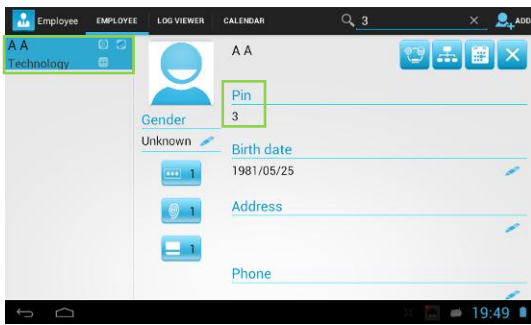 Employee EMPLOYEE LOG VIEWER CALENDAR 3 ADD
A A
Technology
A A
Pin
3
Gender
Unknown
Birth date
1981/05/25
1
Address
1
1
Phone
19:49